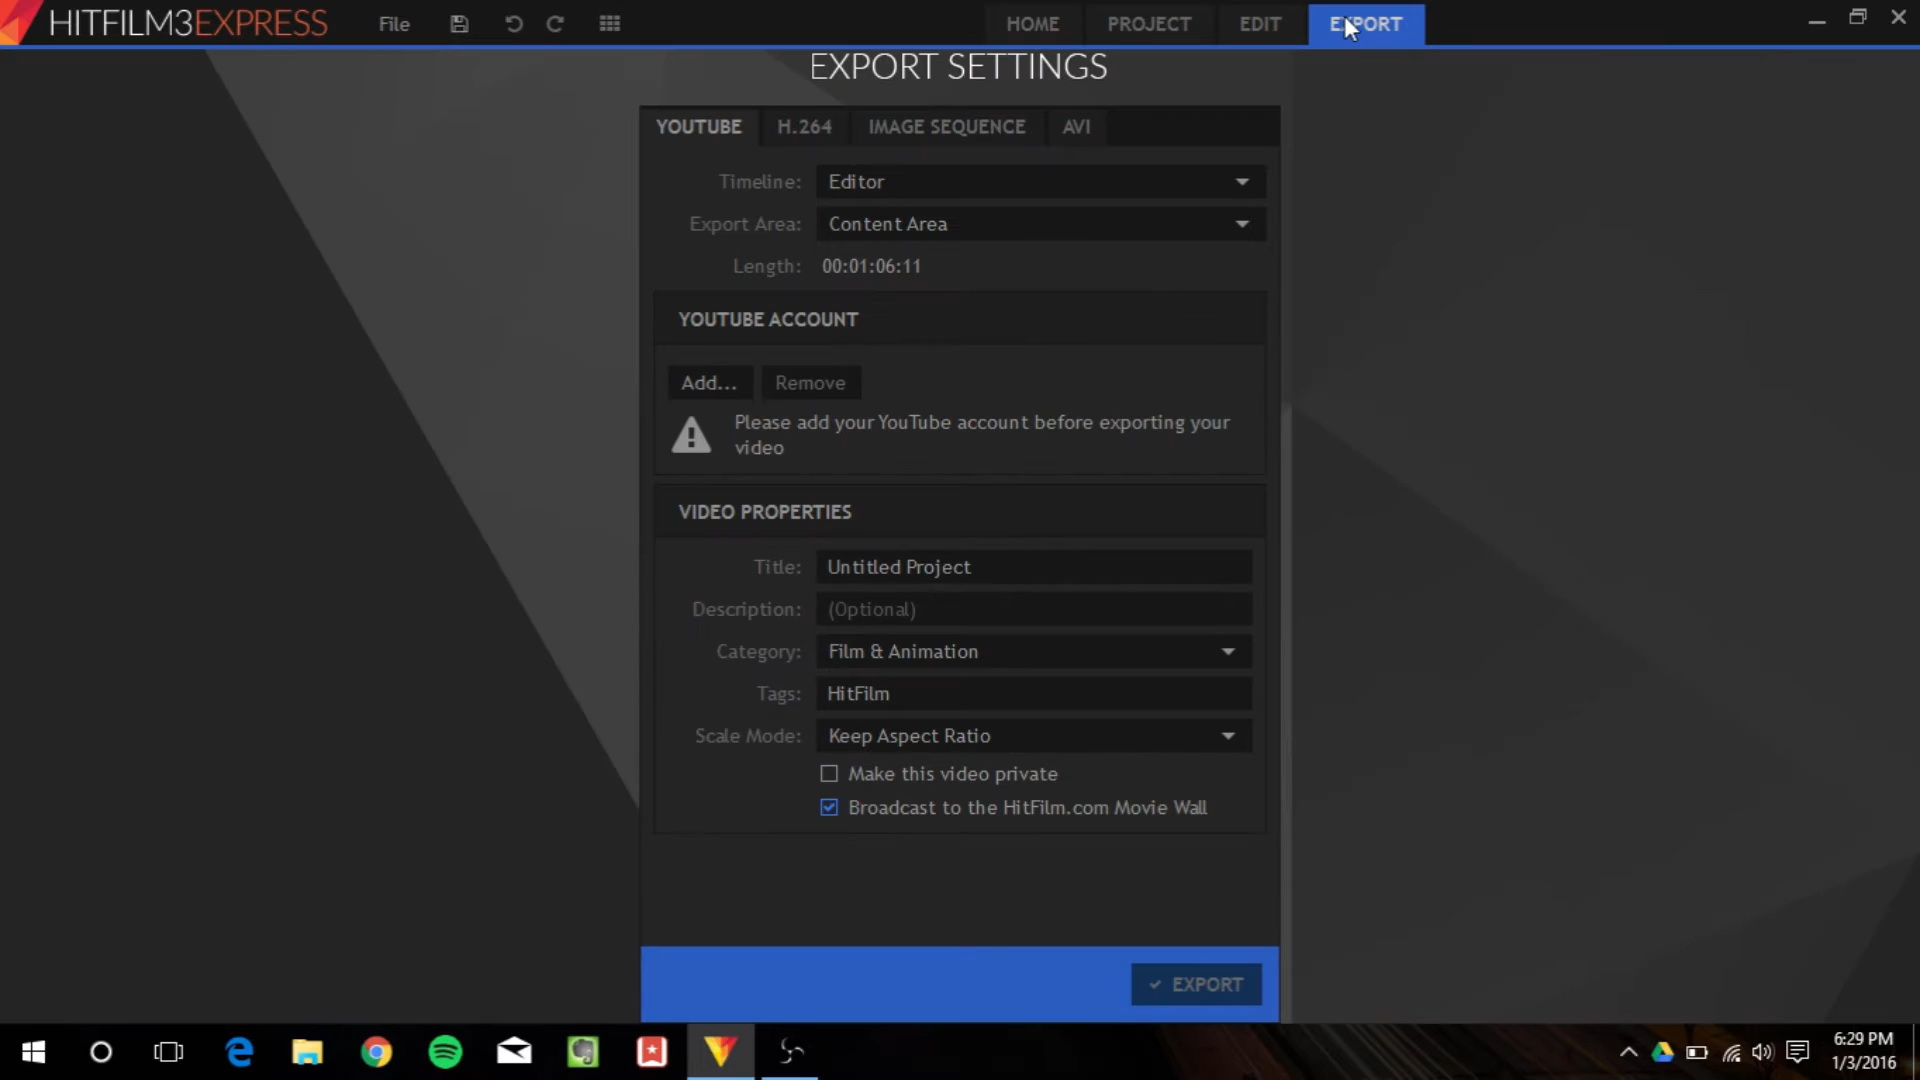 HITFILM3EXPRESS File HOME PROJECT EDIT EXPORT
EXPORT SETTINGS
YOUTUBE H.264 IMAGE SEQUENCE AVI
Timeline: Editor
Export Area: Content Area
Length: 00:01:06:11
YOUTUBE ACCOUNT
Add... Remove
Please add your YouTube account before exporting your
video
VIDEO PROPERTIES
Title: Untitled Project
Description: (Optional)
Category: Film & Animation
Tags: HitFilm
Scale Mode: Keep Aspect Ratio
Make this video private
Broadcast to the HitFilm.com Movie Wall
EXPORT
6:29 PM
1/3/2016